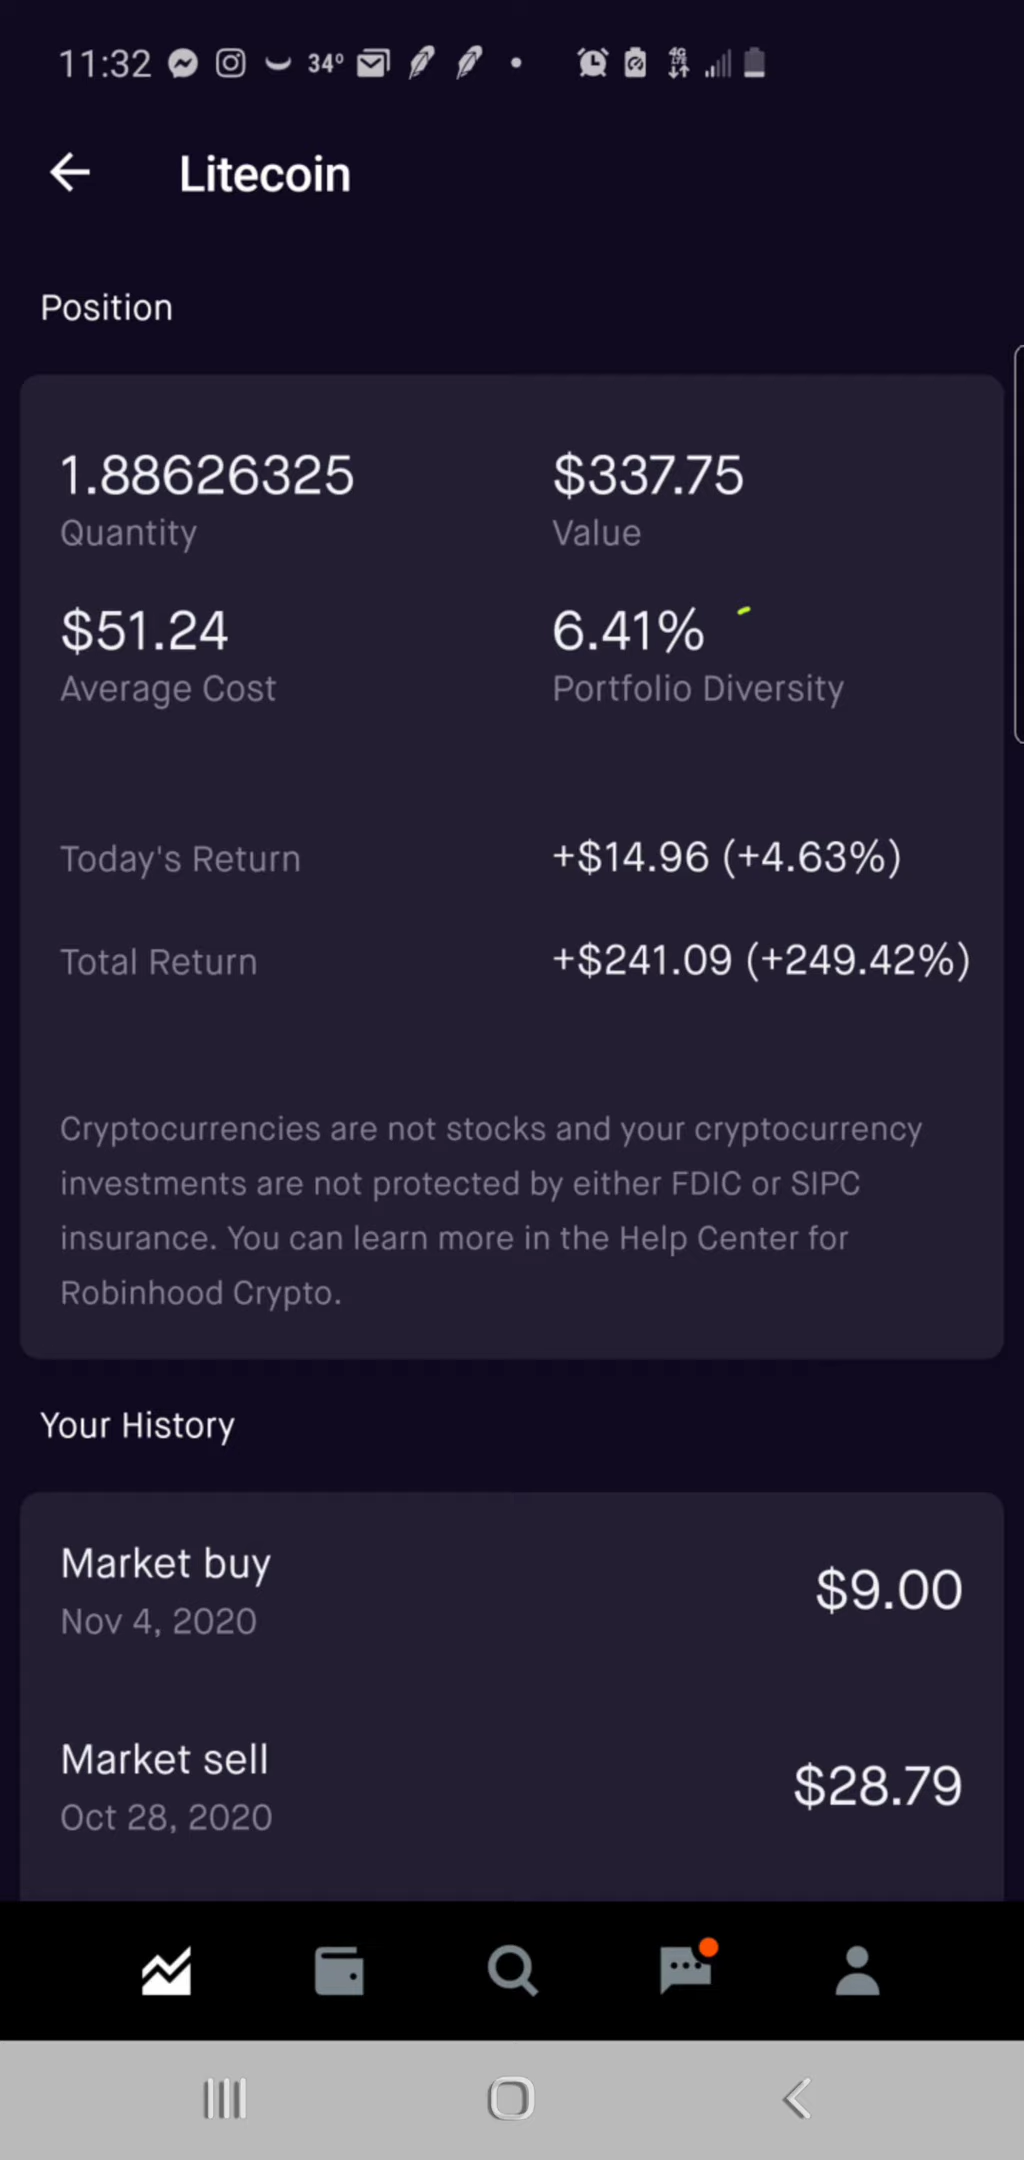 11:32 34° 4G LTE
Litecoin
Position
1.88626325 $337.75
Quantity Value
$51.24 6.41%
Average Cost Portfolio Diversity
Today's Return +$14.96 (+4.63%)
Total Return +$241.09 (+249.42%)
Cryptocurrencies are not stocks and your cryptocurrency
investments are not protected by either FDIC or SIPC
insurance. You can learn more in the Help Center for
Robinhood Crypto.
Your History
Market buy $9.00
Nov 4, 2020
Market sell $28.79
Oct 28, 2020